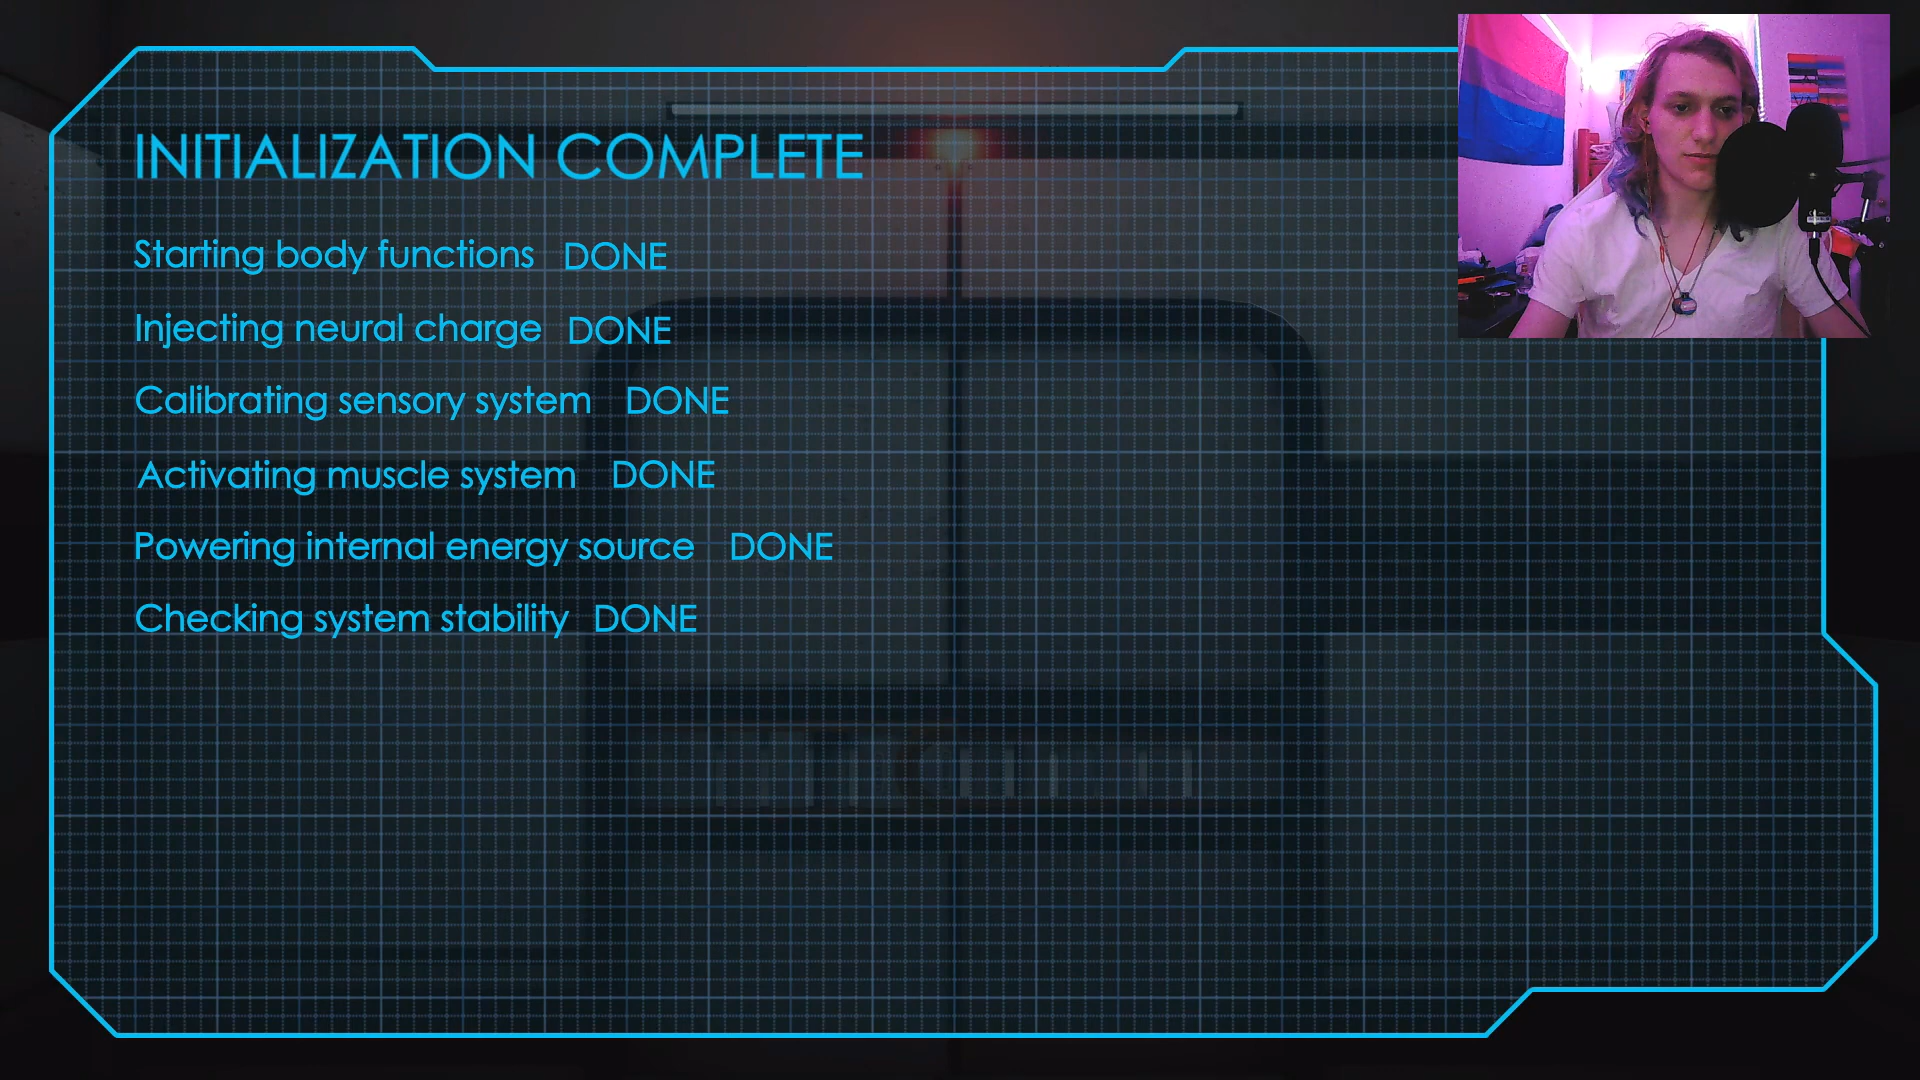 INITIALIZATION COMPLETE
Starting body functions DONE
Injecting neural charge DONE
Calibrating sensory system DONE
Activating muscle system DONE
Powering internal energy source DONE
Checking system stability DONE